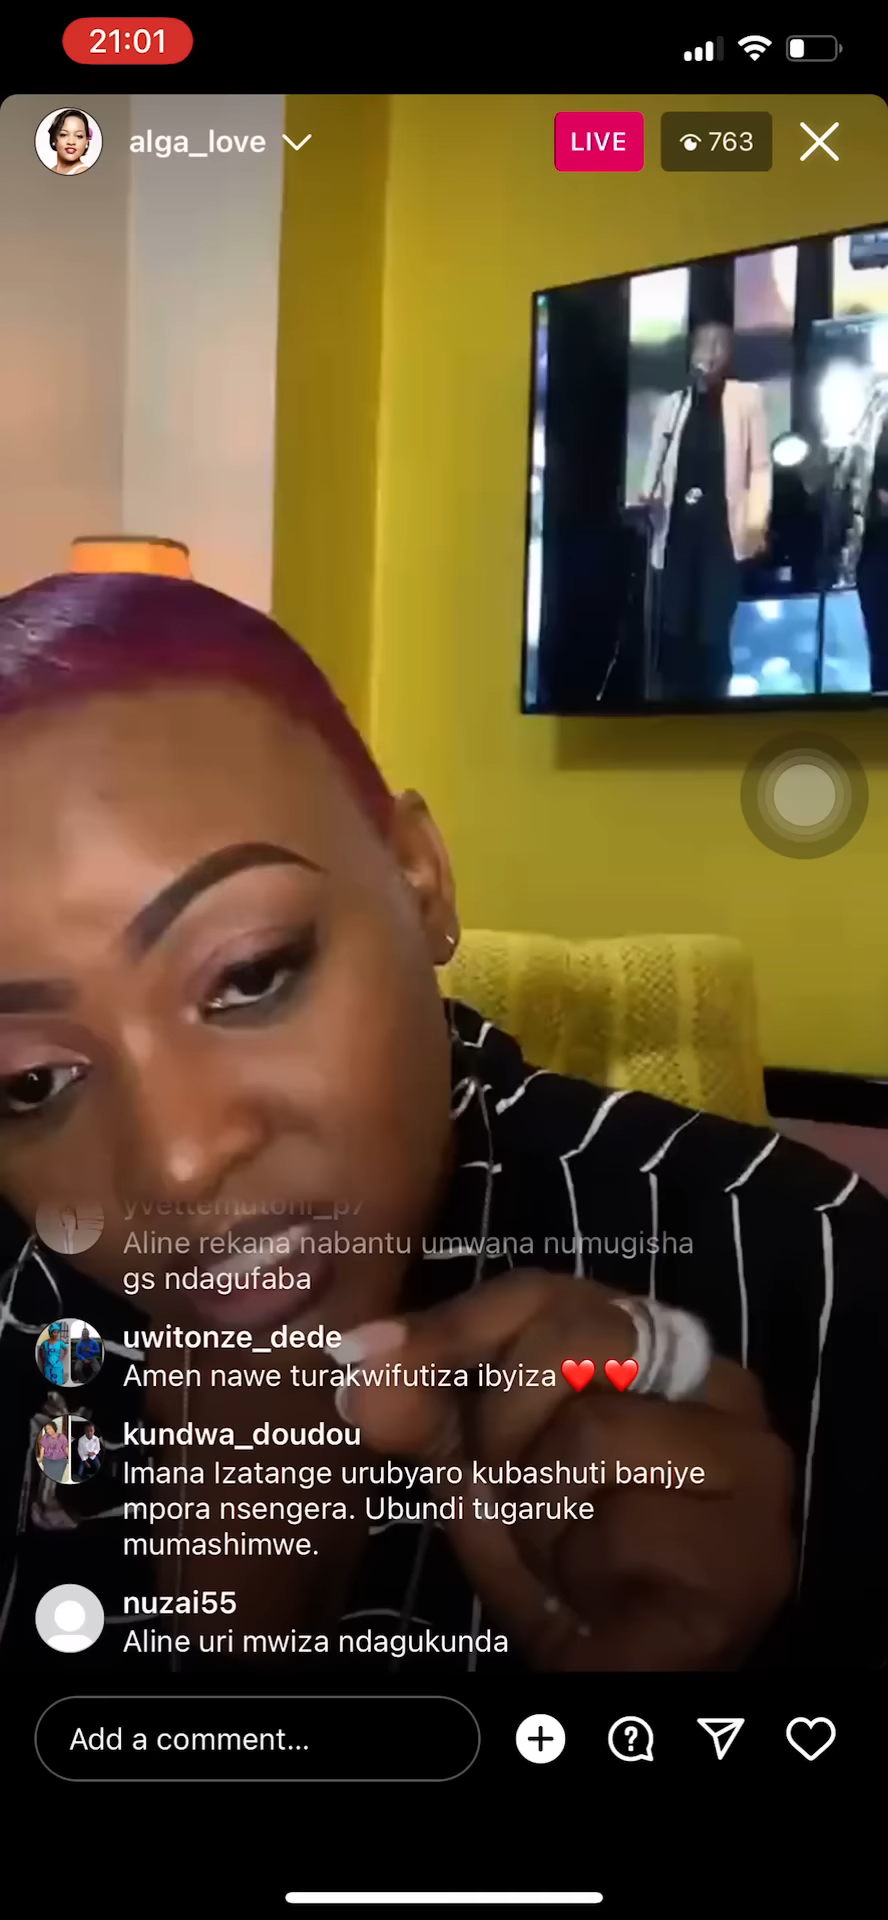 21:01
alga_love
LIVE
763
yvettemutoni_p7
Aline rekana nabantu umwana numugisha
gs ndagufaba
uwitonze_dede
Amen nawe turakwifutiza ibyiza❤️❤️
kundwa_doudou
Imana Izatange urubyaro kubashuti banjye
mpora nsengera. Ubundi tugaruke
mumashimwe.
nuzai55
Aline uri mwiza ndagukunda
Add a comment...